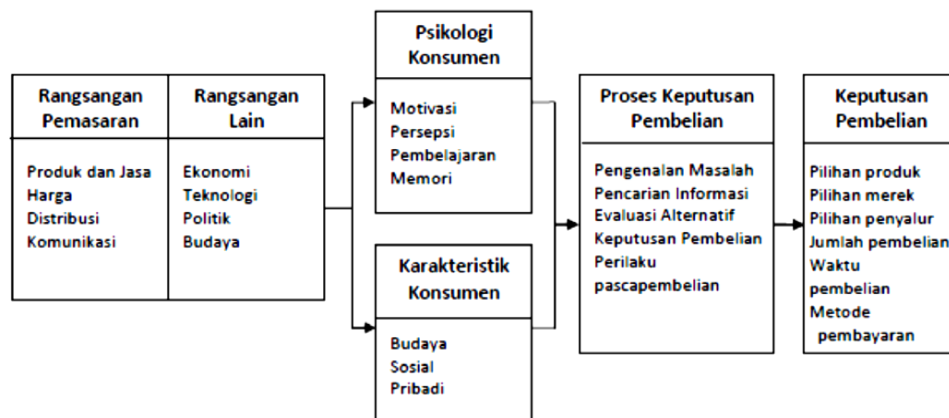 Rangsangan
Pemasaran
Produk dan Jasa
Harga
Distribusi
Komunikasi
Rangsangan
Lain
Ekonomi
Teknologi
Politik
Budaya
Psikologi
Konsumen
Motivasi
Persepsi
Pembelajaran
Memori
Karakteristik
Konsumen
Budaya
Sosial
Pribadi
Proses Keputusan
Pembelian
Pengenalan Masalah
Pencarian Informasi
Evaluasi Alternatif
Keputusan Pembelian
Perilaku
pascapembelian
Keputusan
Pembelian
Pilihan produk
Pilihan merek
Pilihan penyalur
Jumlah pembelian
Waktu
pembelian
Metode
pembayaran